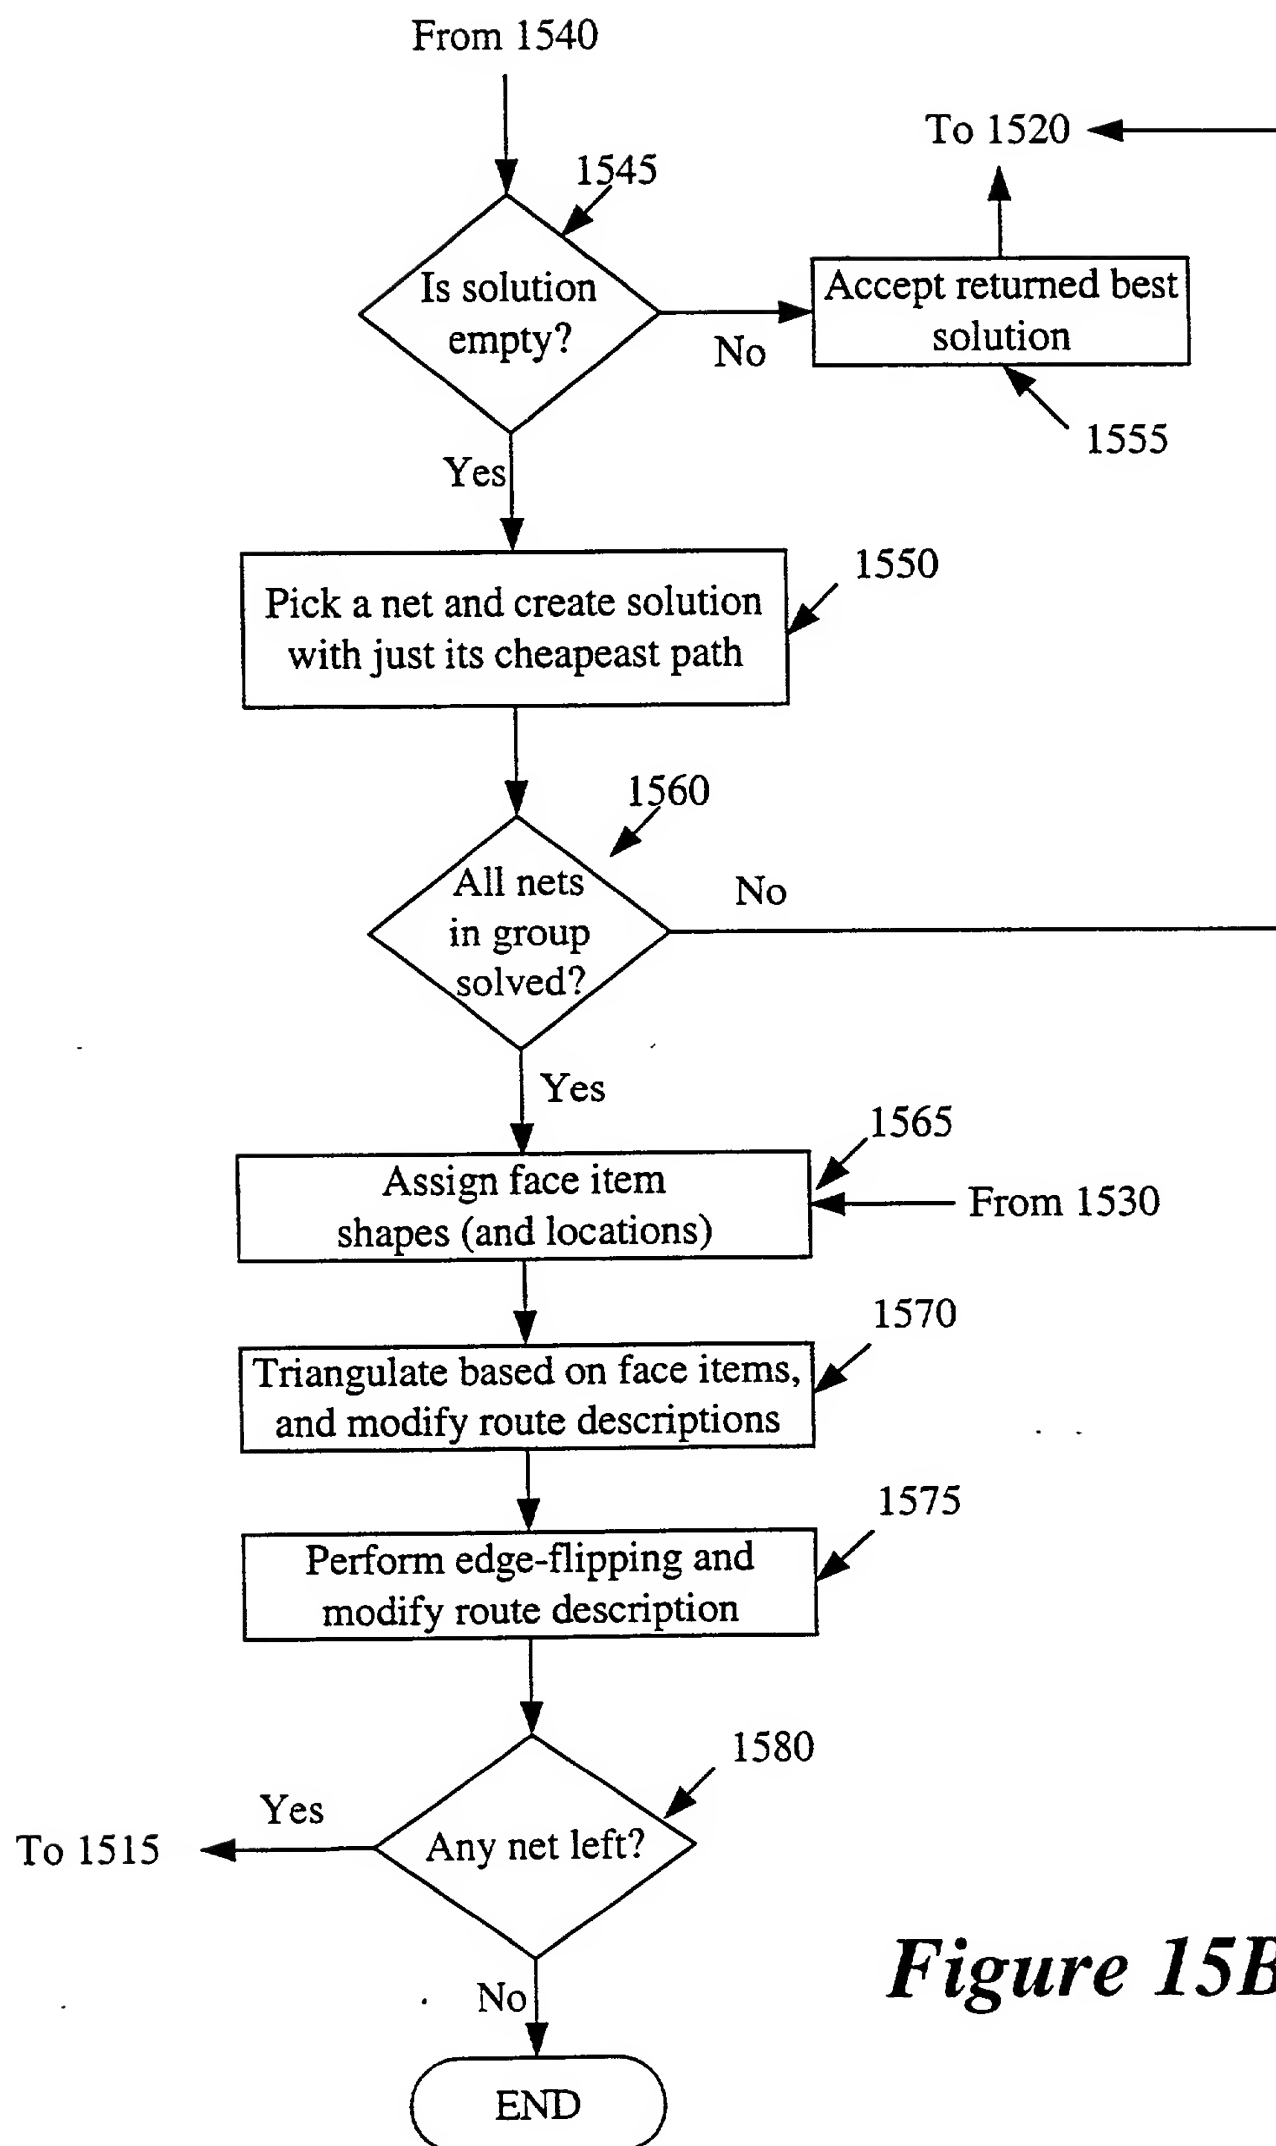 From 1540
To 1520
1545
Is solution
empty?
No
Accept returned best
solution
1555
Yes
1550
Pick a net and create solution
with just its cheapeast path
1560
All nets
in group
solved?
No
Yes
1565
Assign face item
shapes (and locations)
From 1530
1570
Triangulate based on face items,
and modify route descriptions
1575
Perform edge-flipping and
modify route description
1580
Yes
To 1515
Any net left?
Figure 15B
No
END